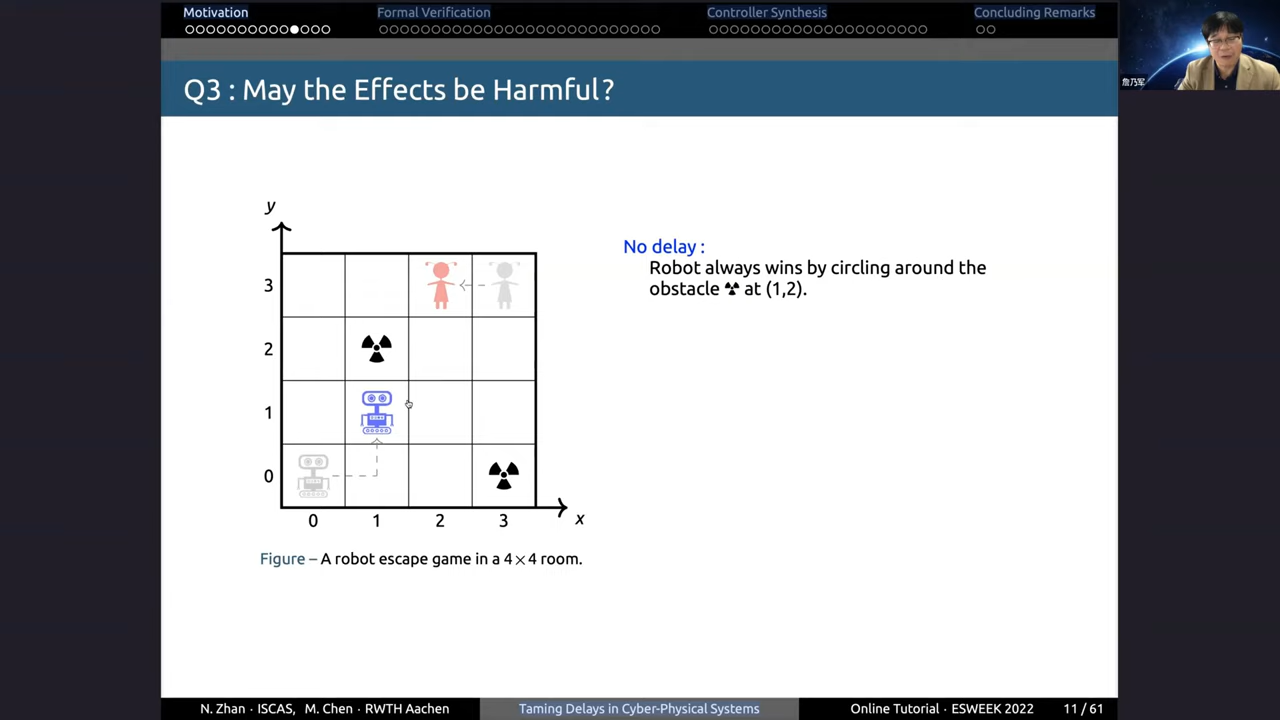 Motivation
Formal Verification
Controller Synthesis
Concluding Remarks
詹乃军
Q3 : May the Effects be Harmful?
y
3
2
1
0
0 1 2 3
x
Figure – A robot escape game in a 4×4 room.
No delay :
Robot always wins by circling around the
obstacle ☢ at (1,2).
N. Zhan · ISCAS, M. Chen · RWTH Aachen
Taming Delays in Cyber-Physical Systems
Online Tutorial · ESWEEK 2022
11 / 61